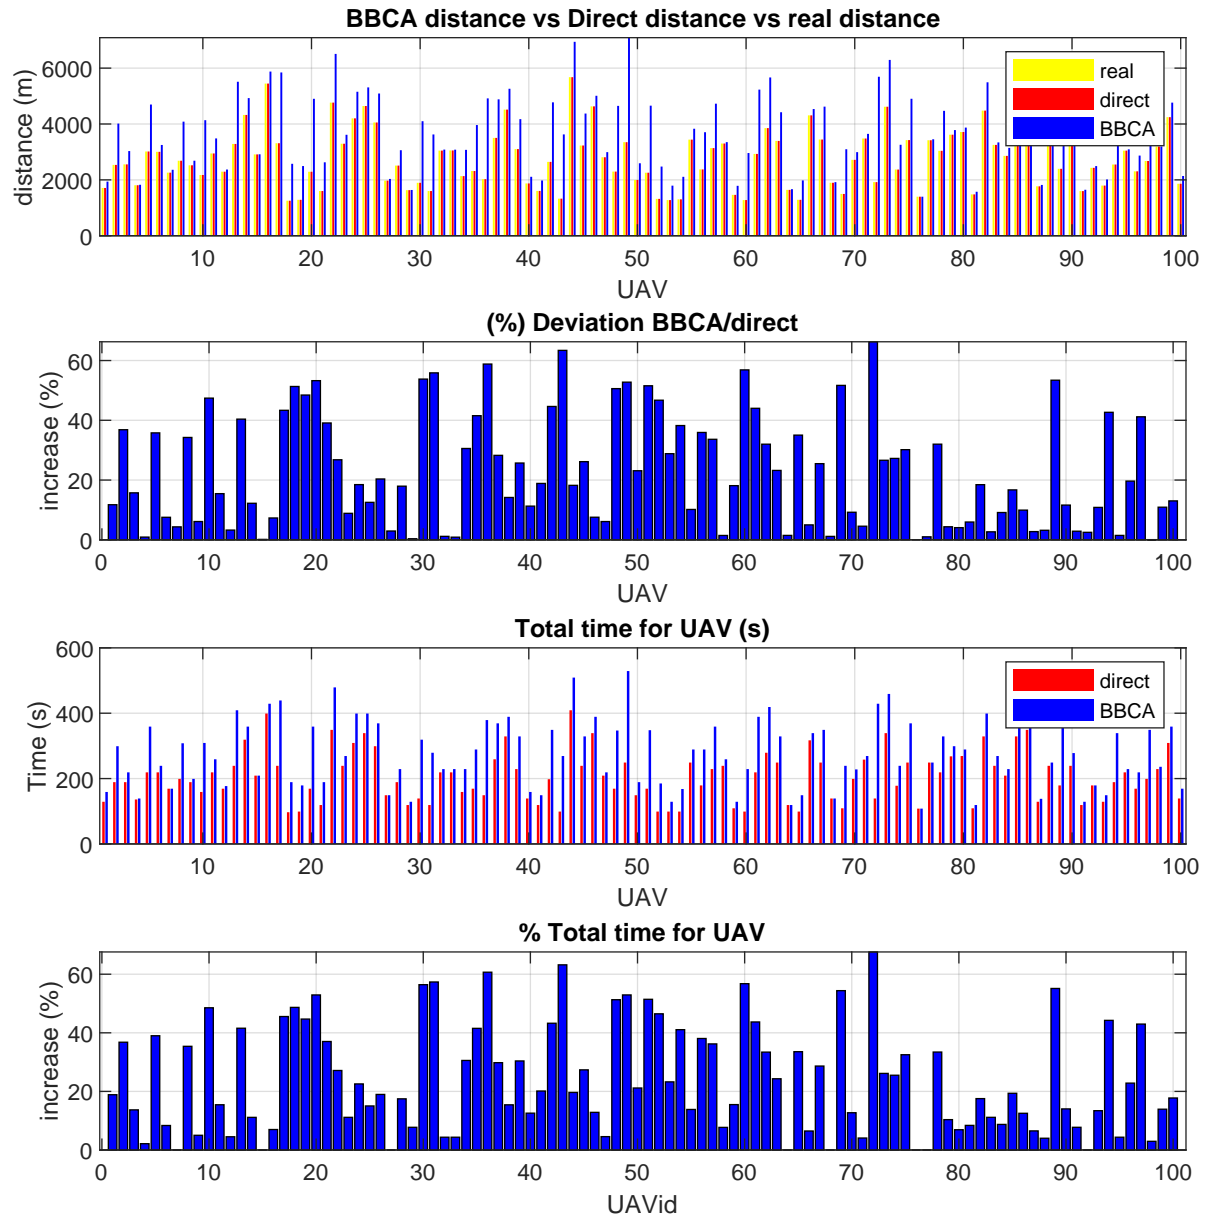 BBCA distance vs Direct distance vs real distance
distance (m)
6000
4000
2000
0
real
direct
BBCA
10 20 30 40 50 60 70 80 90 100
UAV
(%) Deviation BBCA/direct
increase (%)
60
40
20
0
0 10 20 30 40 50 60 70 80 90 100
UAV
Total time for UAV (s)
Time (s)
600
400
200
0
direct
BBCA
10 20 30 40 50 60 70 80 90 100
UAV
% Total time for UAV
increase (%)
60
40
20
0
0 10 20 30 40 50 60 70 80 90 100
UAVid